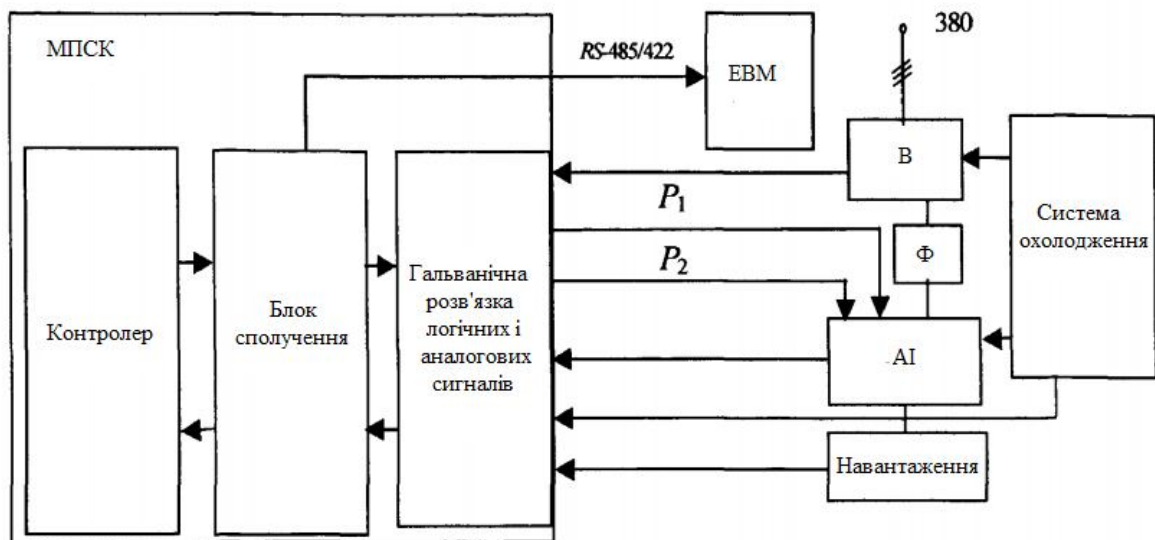 МПСК
RS-485/422
ЕВМ
380
В
Система
охолодження
P1
Ф
P2
Контролер
Блок
сполучення
Гальванічна
розв'язка
логічних і
аналогових
сигналів
АІ
Навантаження